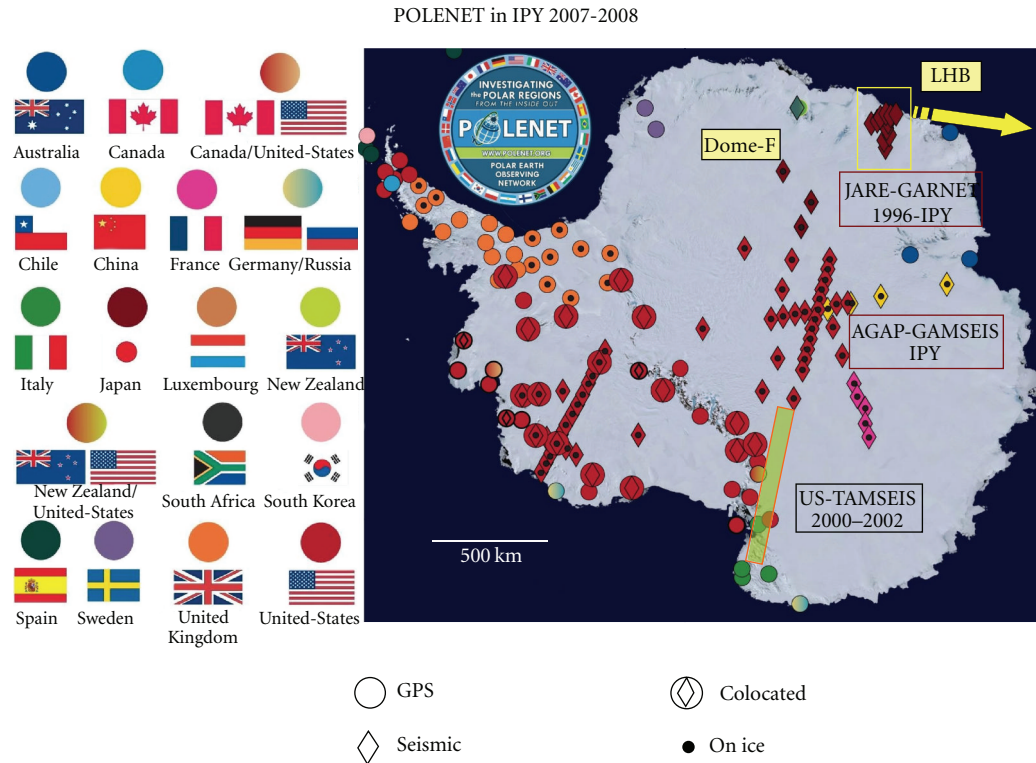 POLENET in IPY 2007-2008
Australia
Canada
Canada/United-States
Chile
China
France
Germany/Russia
Italy
Japan
Luxembourg
New Zealand
New Zealand/
United-States
South Africa
South Korea
Spain
Sweden
United
Kingdom
United-States
INVESTIGATING
the POLAR REGIONS
FROM THE INSIDE OUT
POLENET
WWW.POLENET.ORG
POLAR EARTH
OBSERVING
NETWORK
LHB
Dome-F
JARE-GARNET
1996-IPY
AGAP-GAMSEIS
IPY
US-TAMSEIS
2000–2002
500 km
GPS
Colocated
Seismic
On ice